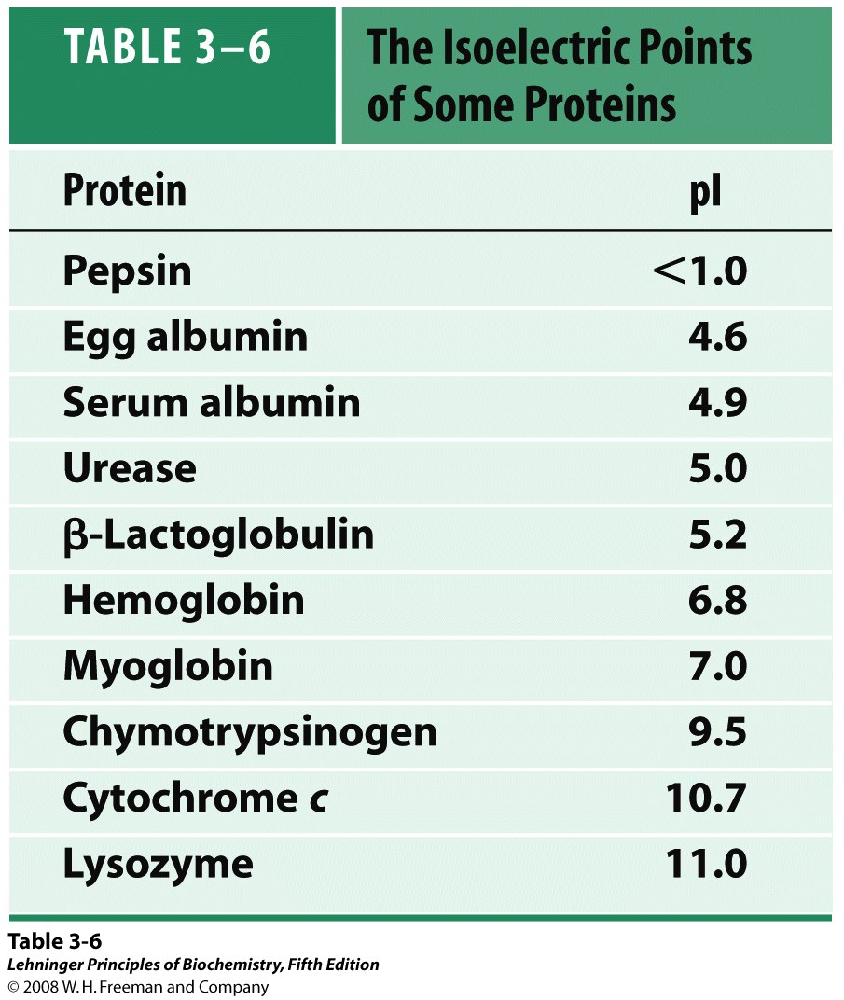 TABLE 3–6
The Isoelectric Points
of Some Proteins
Protein pI
Pepsin <1.0
Egg albumin 4.6
Serum albumin 4.9
Urease 5.0
β-Lactoglobulin 5.2
Hemoglobin 6.8
Myoglobin 7.0
Chymotrypsinogen 9.5
Cytochrome c 10.7
Lysozyme 11.0
Table 3-6
Lehninger Principles of Biochemistry, Fifth Edition
© 2008 W. H. Freeman and Company